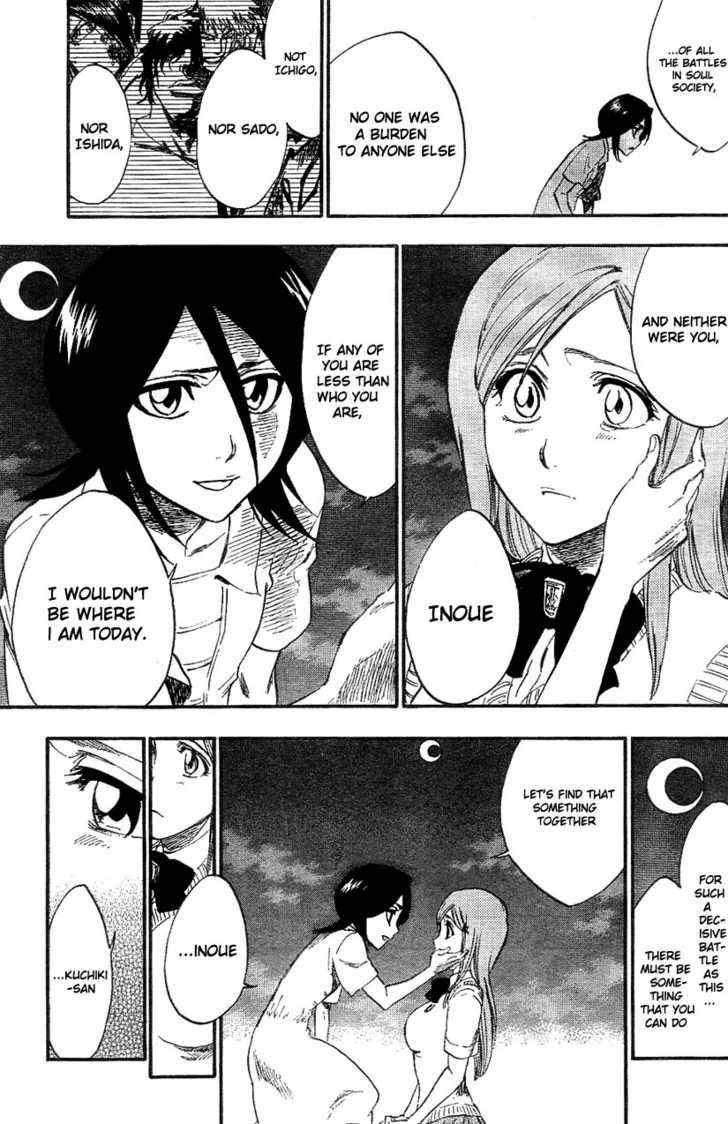 ...OF ALL
THE BATTLES
IN SOUL
SOCIETY,
NO ONE WAS
A BURDEN
TO ANYONE ELSE
NOT
ICHIGO,
NOR SADO,
NOR
ISHIDA,
AND NEITHER
WERE YOU,
INOUE
IF ANY OF
YOU ARE
LESS THAN
WHO YOU
ARE,
I WOULDN'T
BE WHERE
I AM TODAY.
FOR
SUCH
A
DEC-
ISIVE
BAT-
TLE
AS
THIS
...
THERE
MUST BE
SOME-
THING
THAT YOU
CAN DO
LET'S FIND THAT
SOMETHING
TOGETHER
...INOUE
...KUCHIKI
-SAN